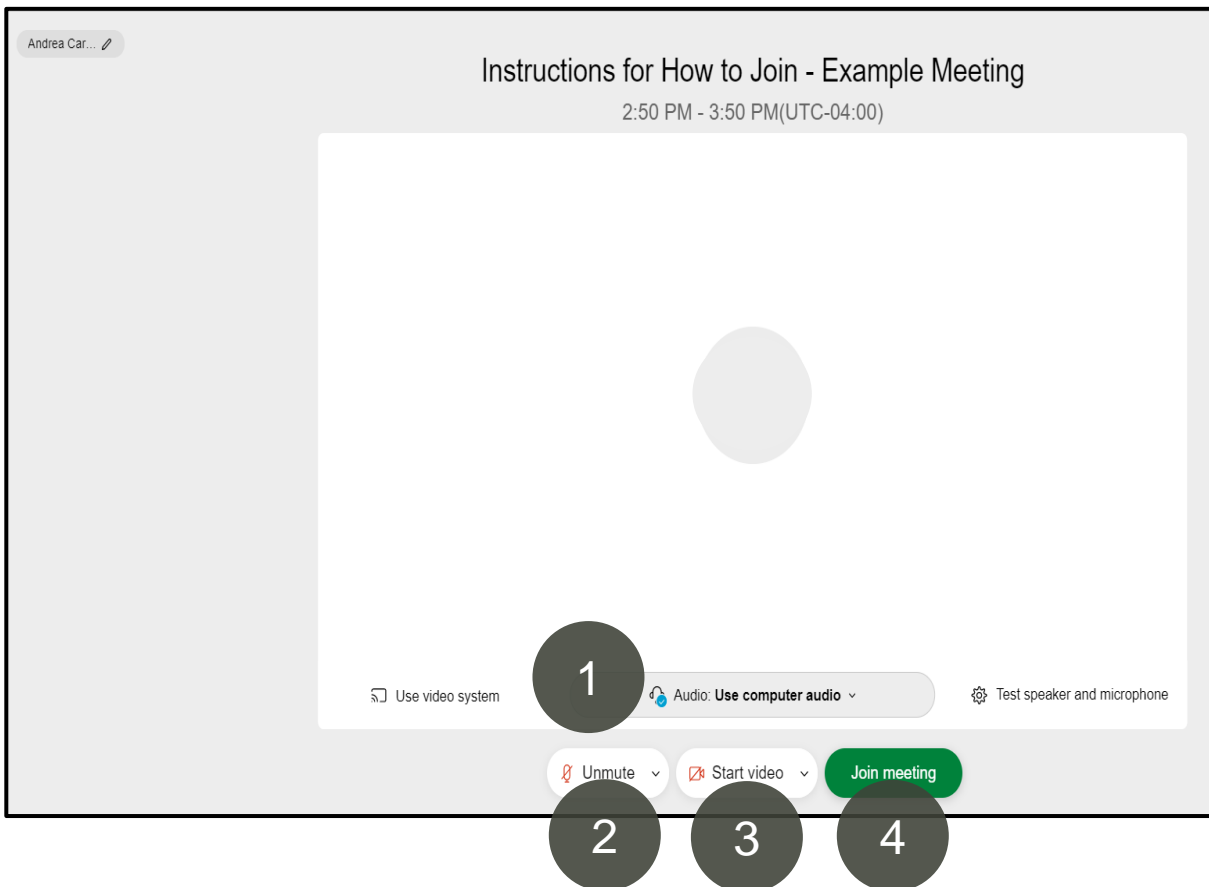 Andrea Car...
Instructions for How to Join - Example Meeting
2:50 PM - 3:50 PM(UTC-04:00)
1
Use video system
Audio: Use computer audio
Test speaker and microphone
Unmute
Start video
Join meeting
2
3
4